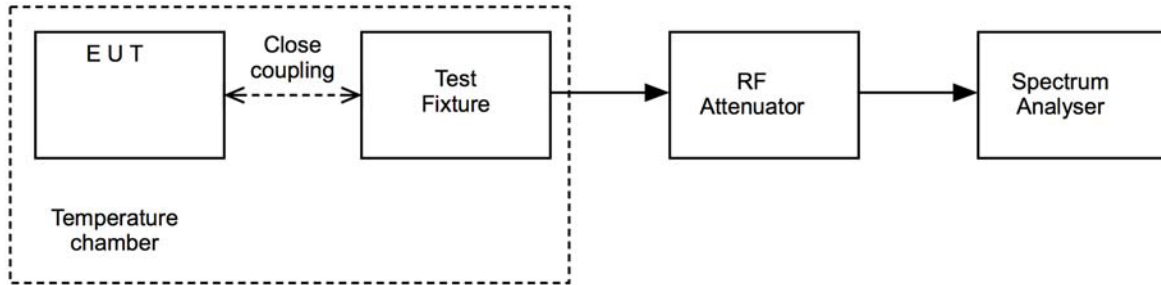 E U T
Close
coupling
Test
Fixture
RF
Attenuator
Spectrum
Analyser
Temperature
chamber